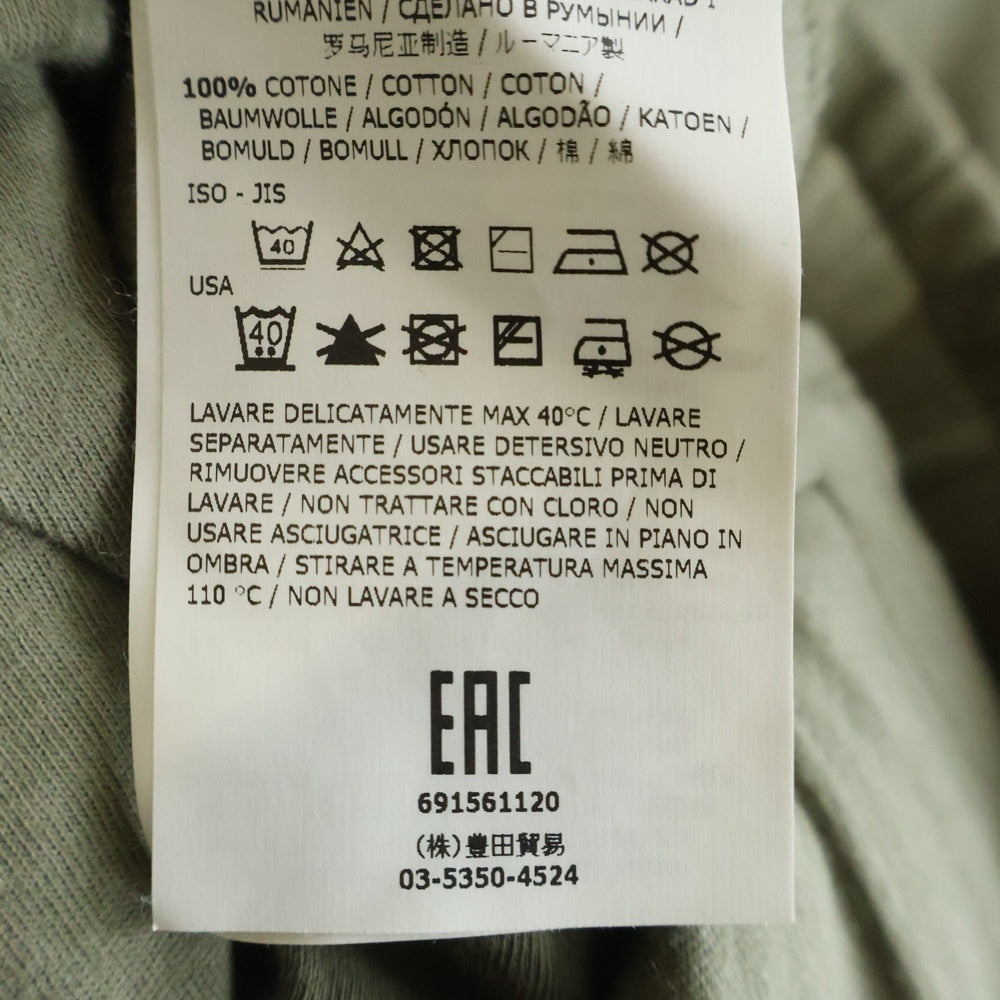 RUMÄNIEN / СДЕЛАНО В РУМЫНИИ /
罗马尼亚制造 / ルーマニア製
100% COTONE / COTTON / COTON /
BAUMWOLLE / ALGODÓN / ALGODÃO / KATOEN /
BOMULD / BOMULL / ХЛОПОК / 棉 / 綿
ISO - JIS
40
USA
40
LAVARE DELICATAMENTE MAX 40°C / LAVARE
SEPARATAMENTE / USARE DETERSIVO NEUTRO /
RIMUOVERE ACCESSORI STACCABILI PRIMA DI
LAVARE / NON TRATTARE CON CLORO / NON
USARE ASCIUGATRICE / ASCIUGARE IN PIANO IN
OMBRA / STIRARE A TEMPERATURA MASSIMA
110 °C / NON LAVARE A SECCO
EAC
691561120
(株)豊田貿易
03-5350-4524